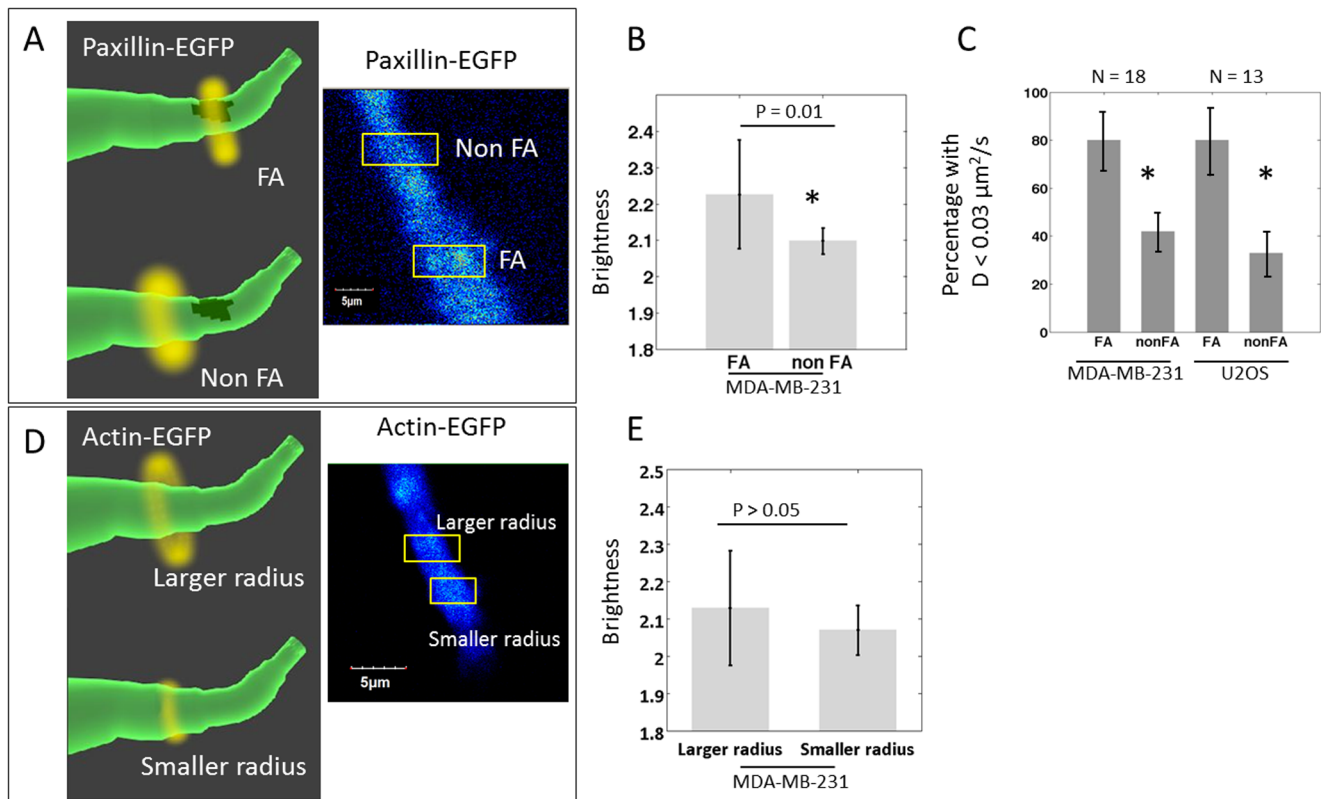 A
Paxillin-EGFP
FA
Non FA
Paxillin-EGFP
Non FA
FA
5µm
B
Brightness
2.4
2.3
2.2
2.1
2
1.9
1.8
P = 0.01
*
FA
non FA
MDA-MB-231
C
N = 18
N = 13
Percentage with
D < 0.03 µm²/s
100
80
60
40
20
0
*
*
FA
nonFA
FA
nonFA
MDA-MB-231
U2OS
D
Actin-EGFP
Larger radius
Smaller radius
Actin-EGFP
Larger radius
Smaller radius
5µm
E
Brightness
2.5
2.4
2.3
2.2
2.1
2
1.9
1.8
P > 0.05
Larger radius
Smaller radius
MDA-MB-231